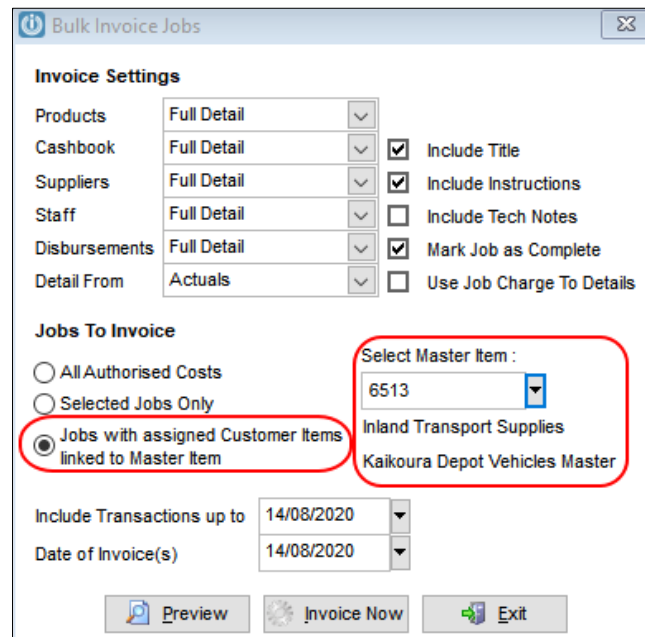 Bulk Invoice Jobs
Invoice Settings
Products Full Detail
Cashbook Full Detail Include Title
Suppliers Full Detail Include Instructions
Staff Full Detail Include Tech Notes
Disbursements Full Detail Mark Job as Complete
Detail From Actuals Use Job Charge To Details
Jobs To Invoice
All Authorised Costs
Selected Jobs Only
Jobs with assigned Customer Items
linked to Master Item
Select Master Item :
6513
Inland Transport Supplies
Kaikoura Depot Vehicles Master
Include Transactions up to 14/08/2020
Date of Invoice(s) 14/08/2020
Preview Invoice Now Exit